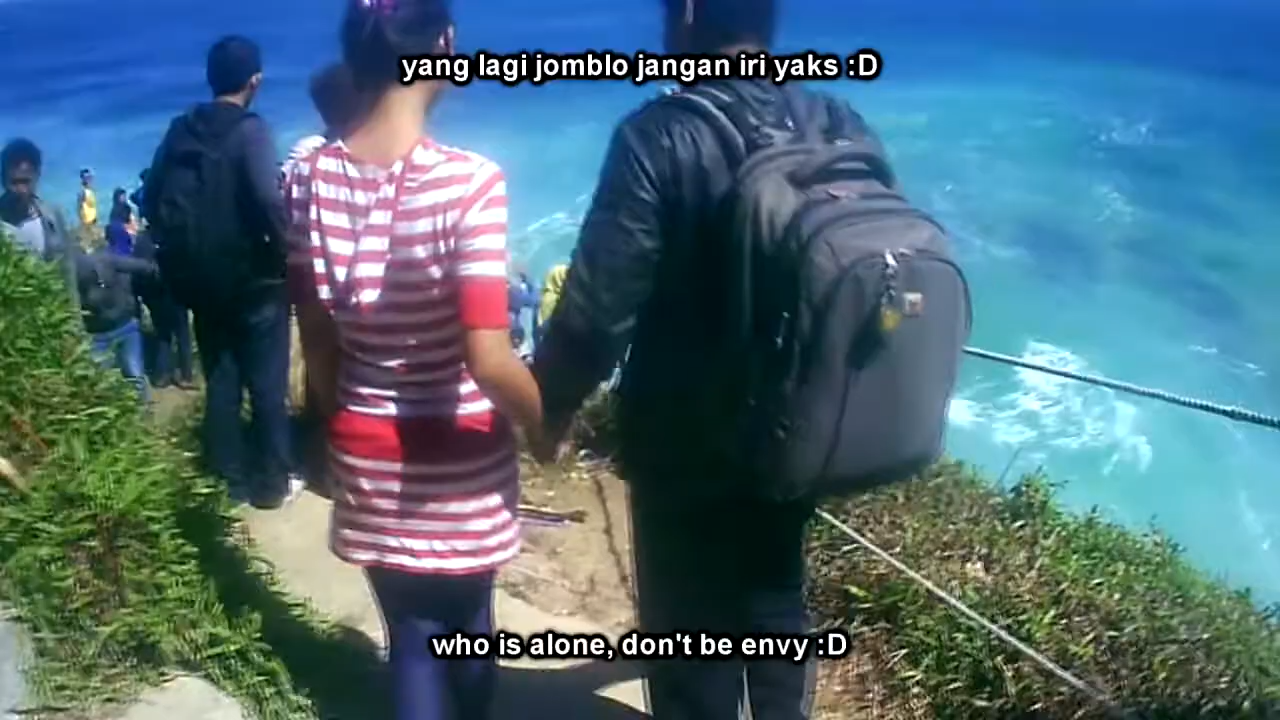 yang lagi jomblo jangan iri yaks :D
who is alone, don't be envy :D